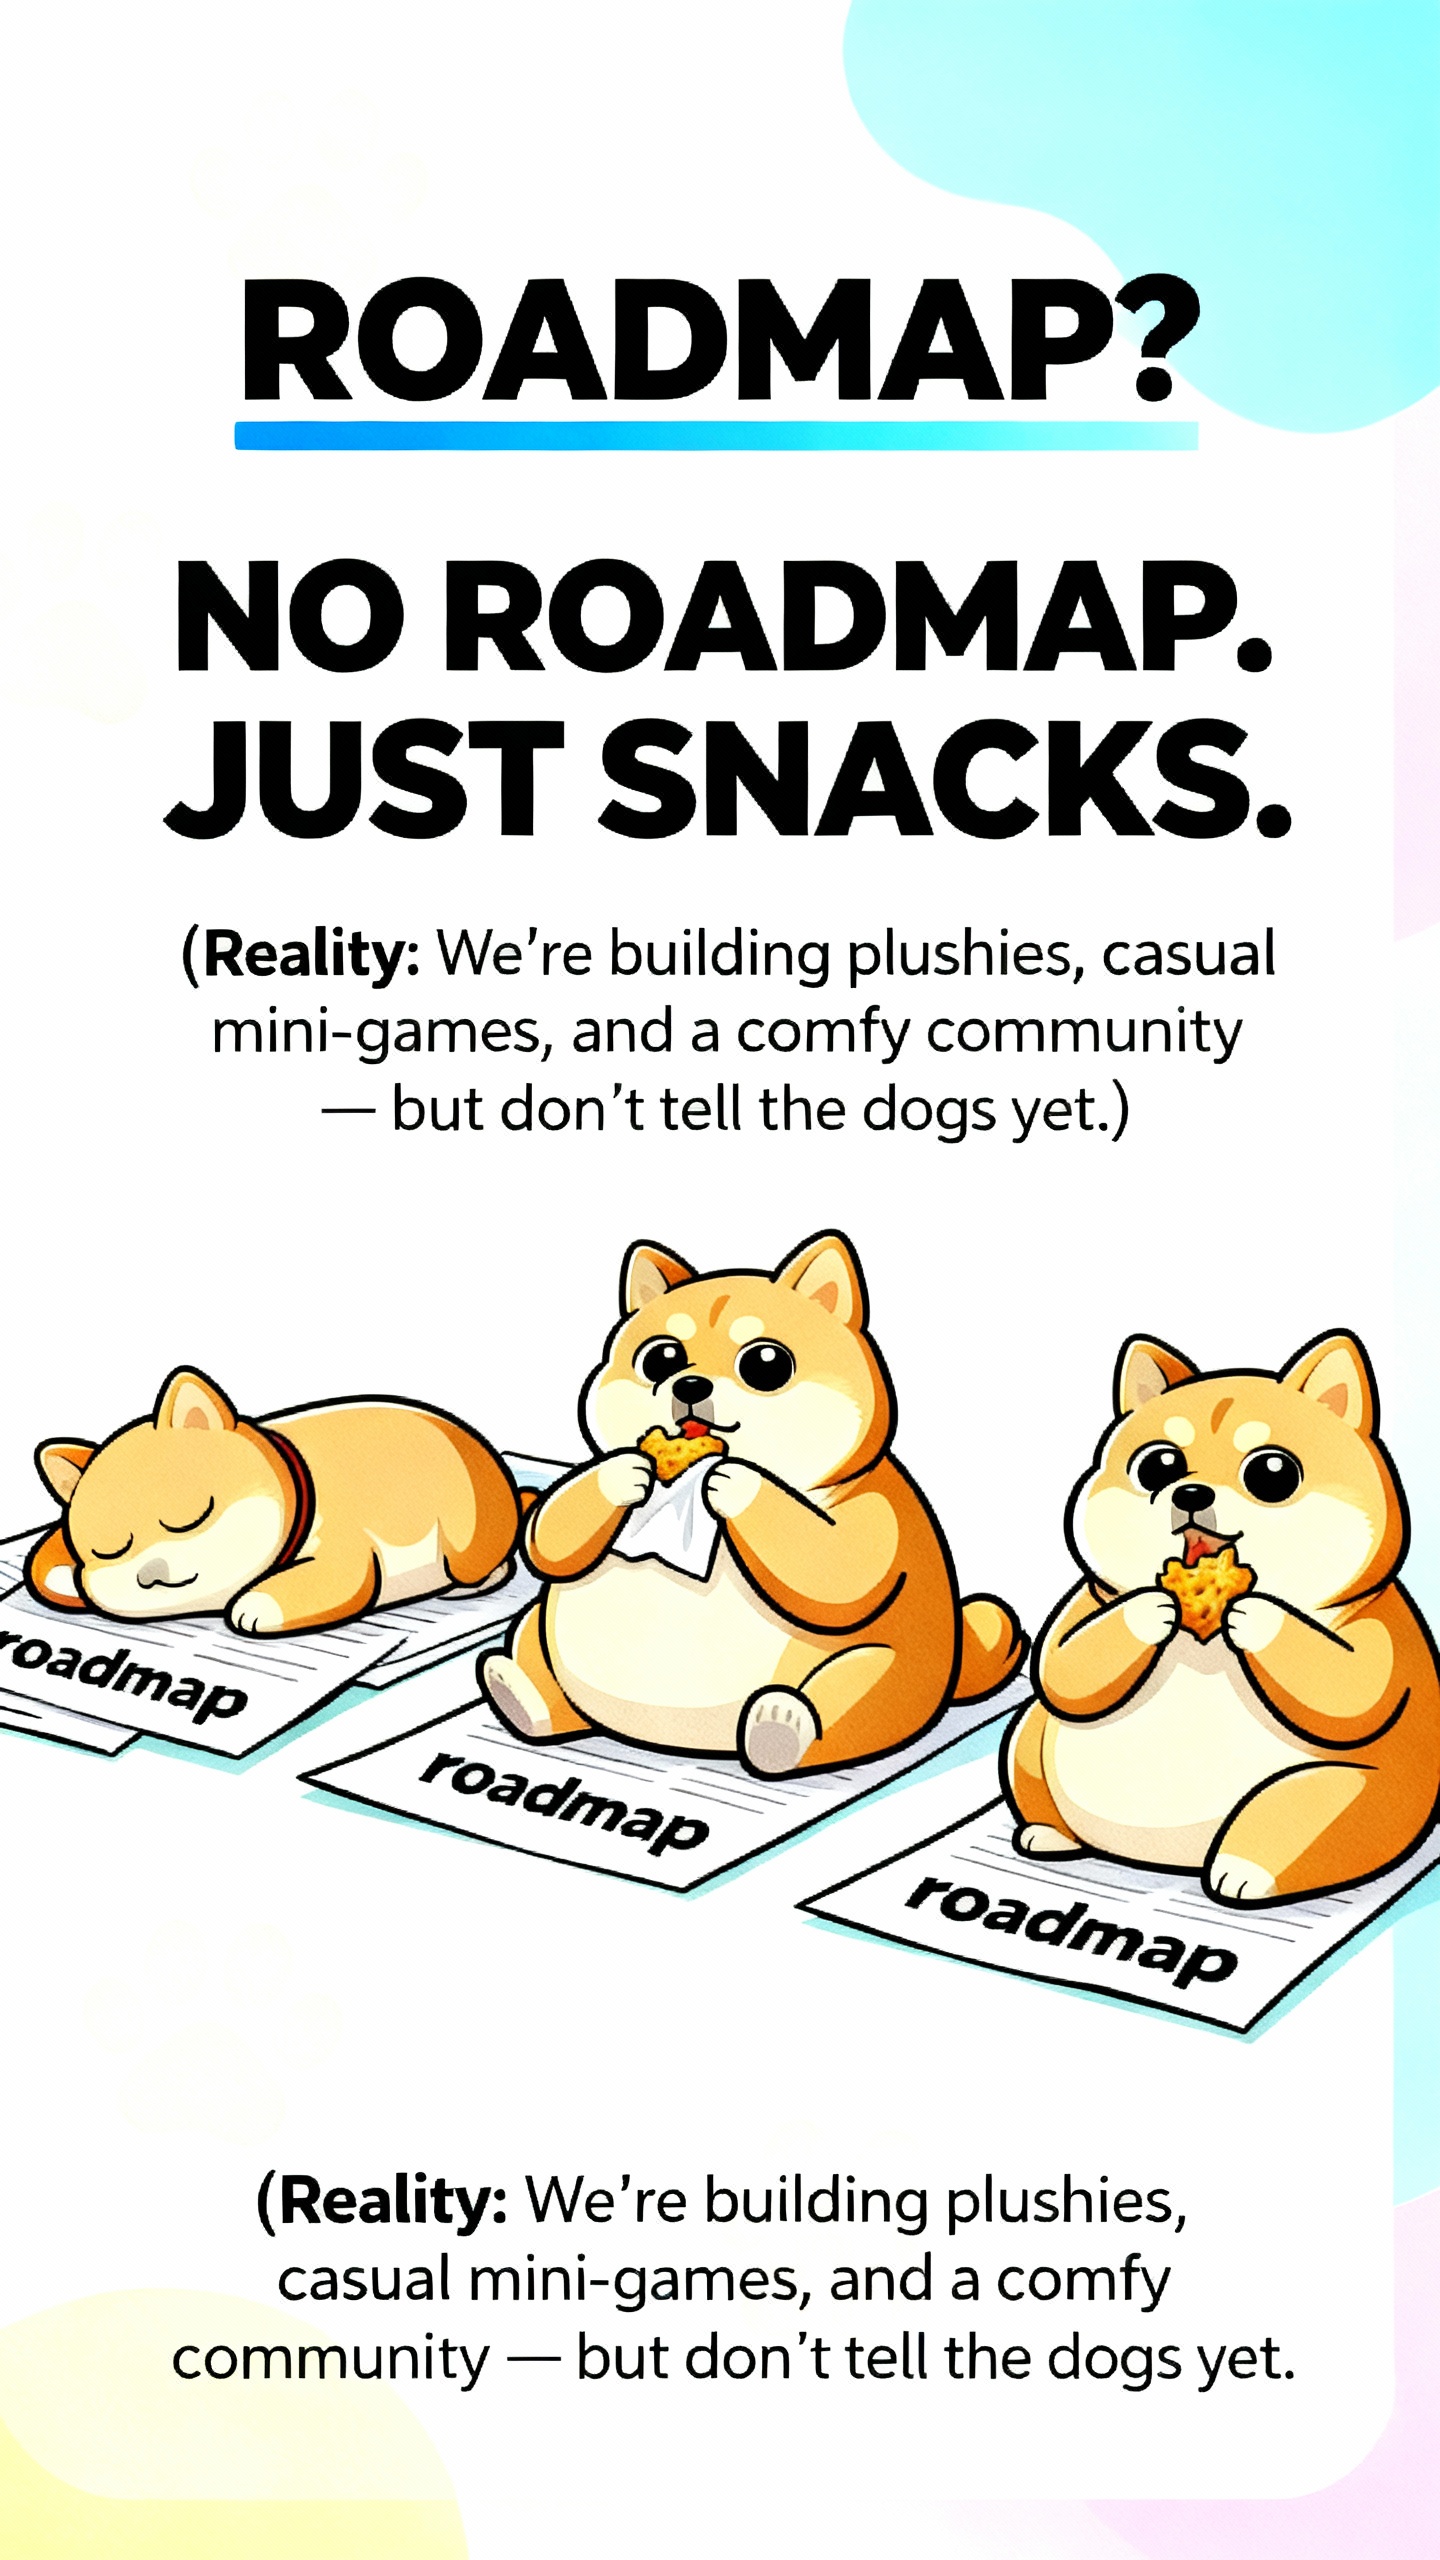 ROADMAP?
NO ROADMAP.
JUST SNACKS.
(Reality: We’re building plushies, casual
mini-games, and a comfy community
— but don’t tell the dogs yet.)
roadmap
roadmap
roadmap
(Reality: We’re building plushies,
casual mini-games, and a comfy
community — but don’t tell the dogs yet.